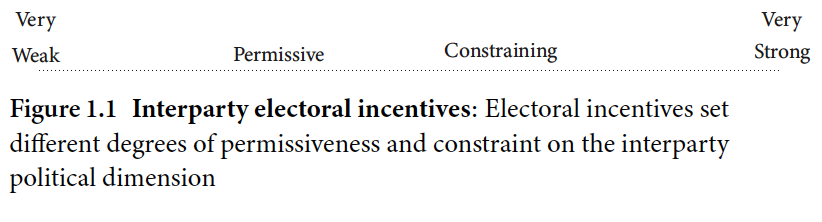 Very Very
Weak Permissive Constraining Strong
Figure 1.1 Interparty electoral incentives: Electoral incentives set
different degrees of permissiveness and constraint on the interparty
political dimension